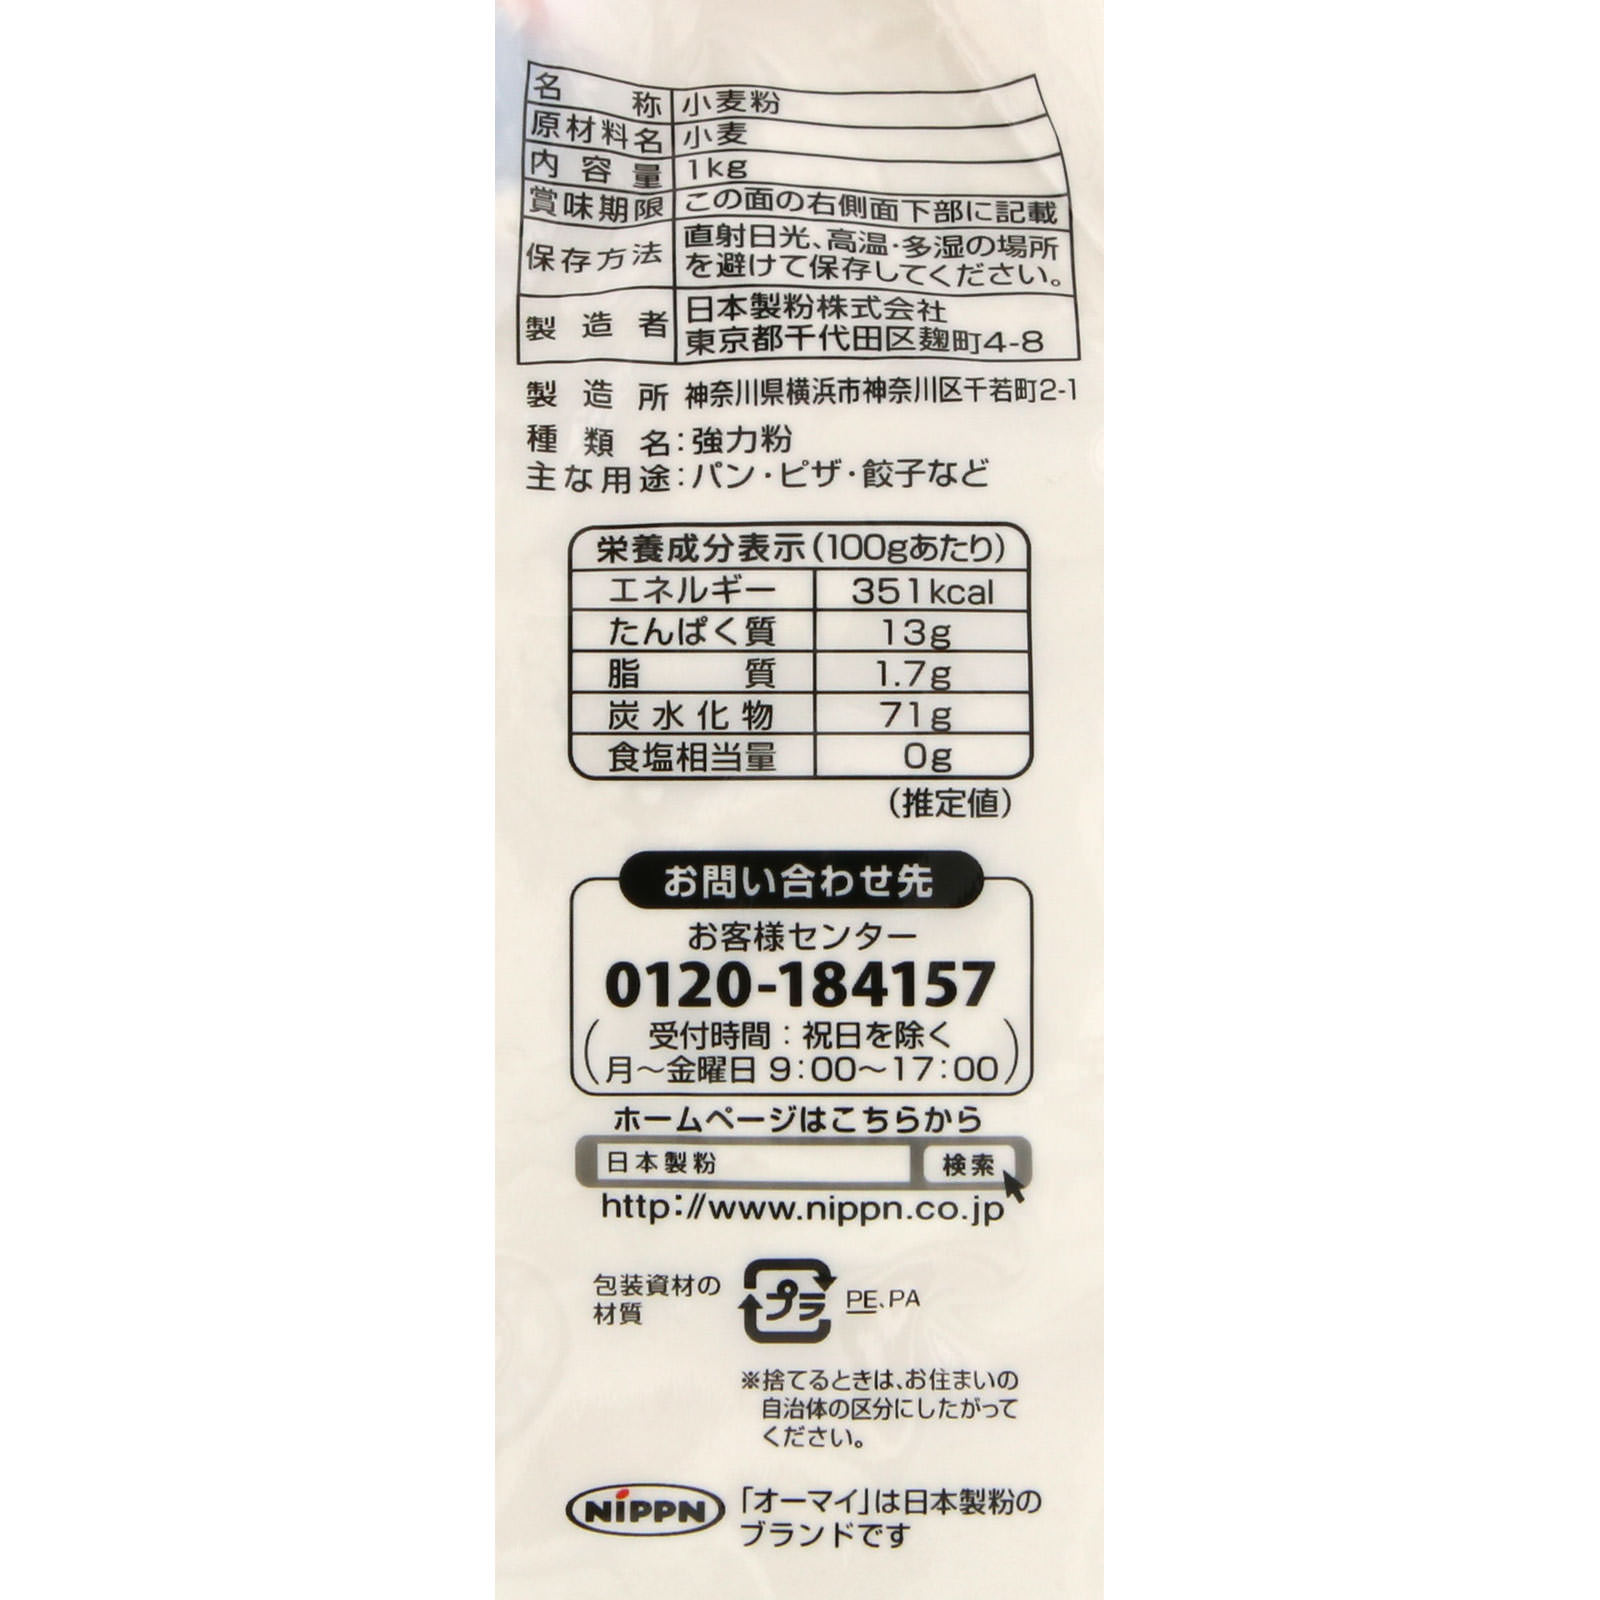 名称 小麦粉
原材料名 小麦
内容量 1kg
賞味期限 この面の右側面下部に記載
保存方法 直射日光、高温・多湿の場所
を避けて保存してください。
製造者 日本製粉株式会社
東京都千代田区麹町4-8
製造所 神奈川県横浜市神奈川区千若町2-1
種類名:強力粉
主な用途:パン・ピザ・餃子など
栄養成分表示(100gあたり)
エネルギー 351kcal
たんぱく質 13g
脂質 1.7g
炭水化物 71g
食塩相当量 0g
(推定値)
お問い合わせ先
お客様センター
0120-184157
(受付時間:祝日を除く
月〜金曜日 9:00〜17:00)
ホームページはこちらから
日本製粉 検索
http://www.nippn.co.jp
包装資材の
材質
プラ PE、PA
※捨てるときは、お住まいの
自治体の区分にしたがって
ください。
NIPPN 「オーマイ」は日本製粉の
ブランドです